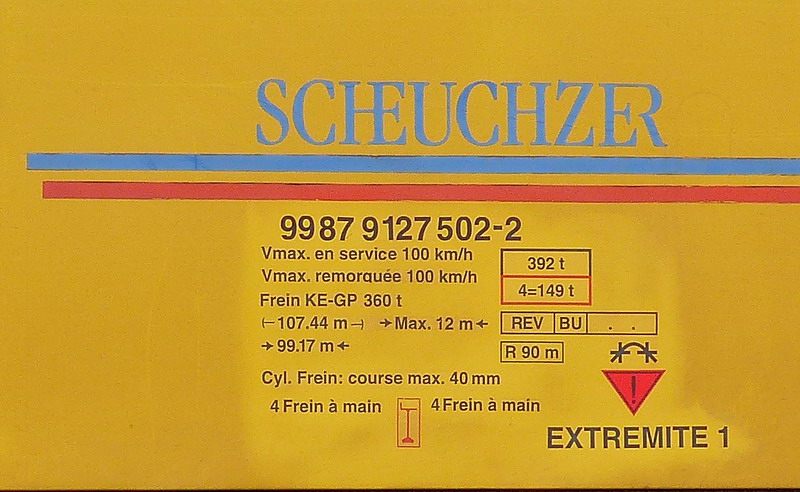 SCHEUCHZER
99 87 9 127 502-2
Vmax. en service 100 km/h
392 t
Vmax. remorquée 100 km/h
4=149 t
Frein KE-GP 360 t
107.44 m Max. 12 m
REV BU . .
99.17 m
R 90 m
Cyl. Frein: course max. 40 mm
!
4 Frein à main 4 Frein à main
EXTREMITE 1